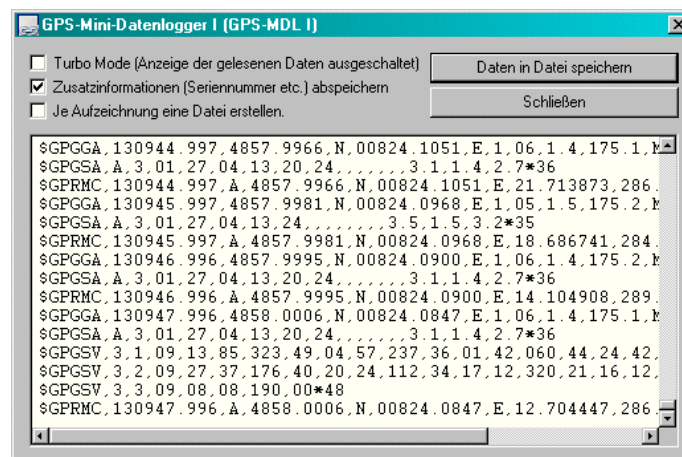 GPS-Mini-Datenlogger I (GPS-MDL I)
Turbo Mode (Anzeige der gelesenen Daten ausgeschaltet)
Daten in Datei speichern
Zusatzinformationen (Seriennummer etc.) abspeichern
Schließen
Je Aufzeichnung eine Datei erstellen.
$GPGGA,130944.997,4857.9966,N,00824.1051,E,1,06,1.4,175.1,M
$GPGSA,A,3,01,27,04,13,20,24,,,,,,,3.1,1.4,2.7*36
$GPRMC,130944.997,A,4857.9966,N,00824.1051,E,21.713873,286.
$GPGGA,130945.997,4857.9981,N,00824.0968,E,1,05,1.5,175.2,M
$GPGSA,A,3,01,27,04,13,24,,,,,,,,3.5,1.5,3.2*35
$GPRMC,130945.997,A,4857.9981,N,00824.0968,E,18.686741,284.
$GPGGA,130946.996,4857.9995,N,00824.0900,E,1,06,1.4,175.2,M
$GPGSA,A,3,01,27,04,13,20,24,,,,,,,3.1,1.4,2.7*36
$GPRMC,130946.996,A,4857.9995,N,00824.0900,E,14.104908,289.
$GPGGA,130947.996,4858.0006,N,00824.0847,E,1,06,1.4,175.1,M
$GPGSA,A,3,01,27,04,13,20,24,,,,,,,3.1,1.4,2.7*36
$GPGSV,3,1,09,13,85,323,49,04,57,237,36,01,42,060,44,24,42,
$GPGSV,3,2,09,27,37,176,40,20,24,112,34,17,12,320,21,16,12,
$GPGSV,3,3,09,08,08,190,00*48
$GPRMC,130947.996,A,4858.0006,N,00824.0847,E,12.704447,286.